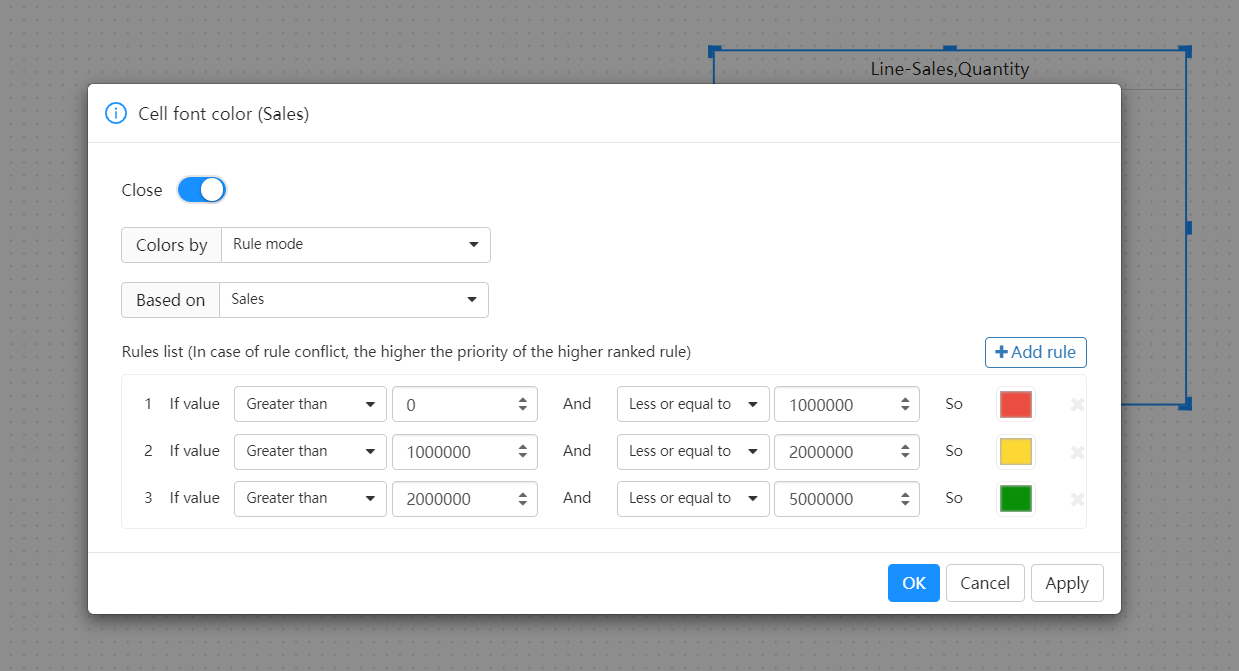 Line-Sales,Quantity
Cell font color (Sales)
Close
Colors by Rule mode
Based on Sales
Rules list (In case of rule conflict, the higher the priority of the higher ranked rule)
Add rule
1 If value Greater than 0 And Less or equal to 1000000 So
2 If value Greater than 1000000 And Less or equal to 2000000 So
3 If value Greater than 2000000 And Less or equal to 5000000 So
OK Cancel Apply